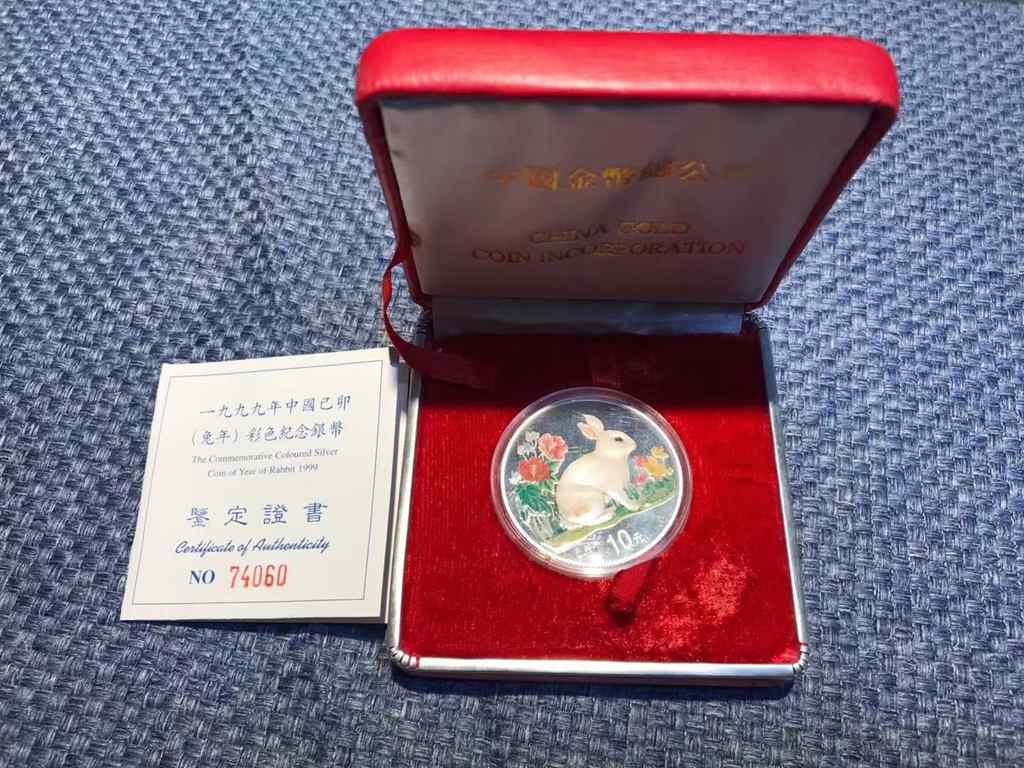 中國金幣總公司
CHINA GOLD
COIN INCORPORATION
一九九九年中國己卯
(兔年)彩色紀念銀幣
The Commemorative Coloured Silver
Coin of Year of Rabbit 1999
鑒定證書
Certificate of Authenticity
NO 74060
10元